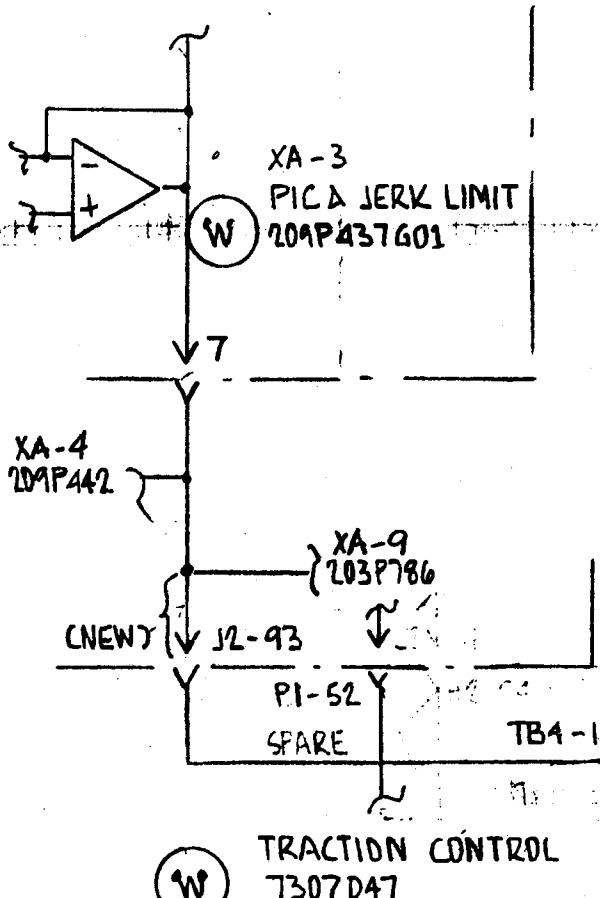 XA-3
PICA JERK LIMIT
209P437G01
-
+
W
7
XA-4
209P442
XA-9
203P786
(NEW) J2-93
P1-52
SPARE
TB4-1
TRACTION CONTROL
W
7307D47